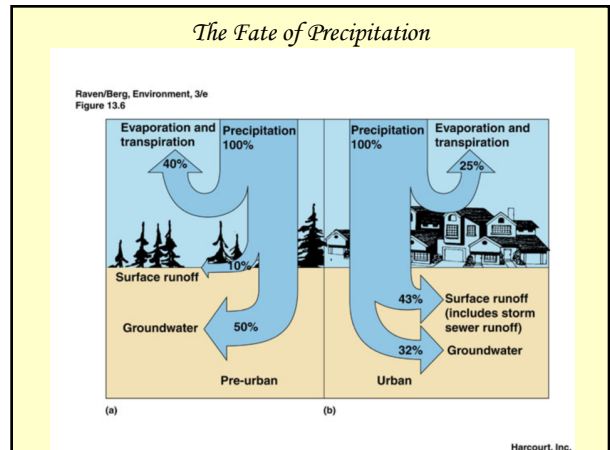 The Fate of Precipitation
Raven/Berg, Environment, 3/e
Figure 13.6
Evaporation and
transpiration
40%
Precipitation
100%
10%
Surface runoff
Groundwater
50%
Pre-urban
(a)
Precipitation
100%
Evaporation and
transpiration
25%
43%
Surface runoff
(includes storm
sewer runoff)
32%
Groundwater
Urban
(b)
Harcourt, Inc.